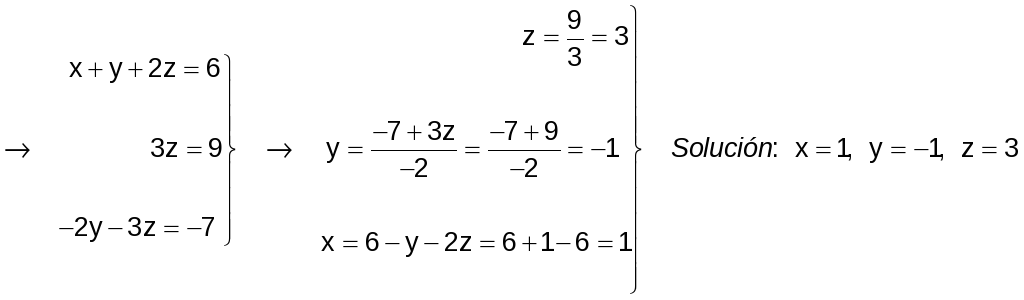 → x + y + 2z = 6
3z = 9
−2y − 3z = −7
→ z = 9/3 = 3
y = (−7 + 3z)/(−2) = (−7 + 9)/(−2) = −1
x = 6 − y − 2z = 6 + 1 − 6 = 1
Solución: x = 1, y = −1, z = 3